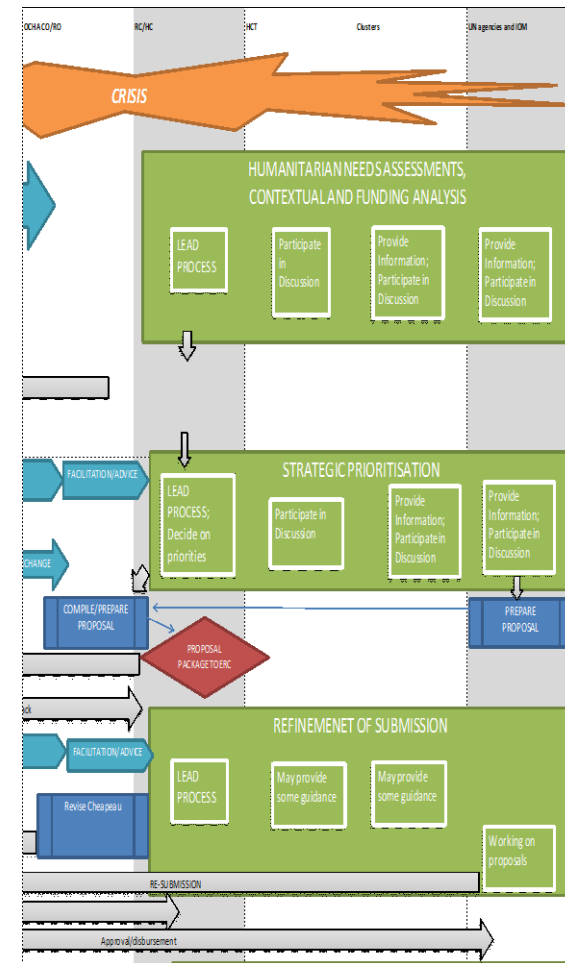 OCHA CO/RO
RC/HC
HCT
Clusters
UN agencies and IOM
CRISIS
HUMANITARIAN NEEDS ASSESSMENTS,
CONTEXTUAL AND FUNDING ANALYSIS
LEAD
PROCESS
Participate
in
Discussion
Provide
Information;
Participate in
Discussion
Provide
Information;
Participate in
Discussion
FACILITATION/ADVICE
STRATEGIC PRIORITISATION
LEAD
PROCESS;
Decide on
priorities
Participate in
Discussion
Provide
Information;
Participate in
Discussion
Provide
Information;
Participate in
Discussion
CHANGE
COMPILE/PREPARE
PROPOSAL
PREPARE
PROPOSAL
PROPOSAL
PACKAGE TO ERC
REFINEMENET OF SUBMISSION
FACILITATION/ADVICE
LEAD
PROCESS
May provide
some guidance
May provide
some guidance
Revise Cheapeau
Working on
proposals
RE-SUBMISSION
Approval/disbursement